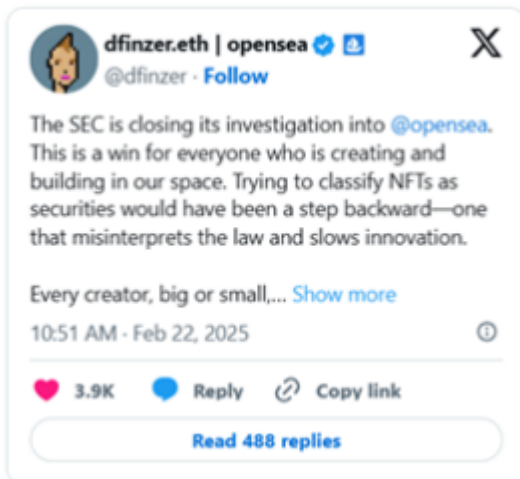 dfinzer.eth | opensea
@dfinzer · Follow
The SEC is closing its investigation into @opensea.
This is a win for everyone who is creating and
building in our space. Trying to classify NFTs as
securities would have been a step backward—one
that misinterprets the law and slows innovation.
Every creator, big or small,... Show more
10:51 AM · Feb 22, 2025
3.9K Reply Copy link
Read 488 replies